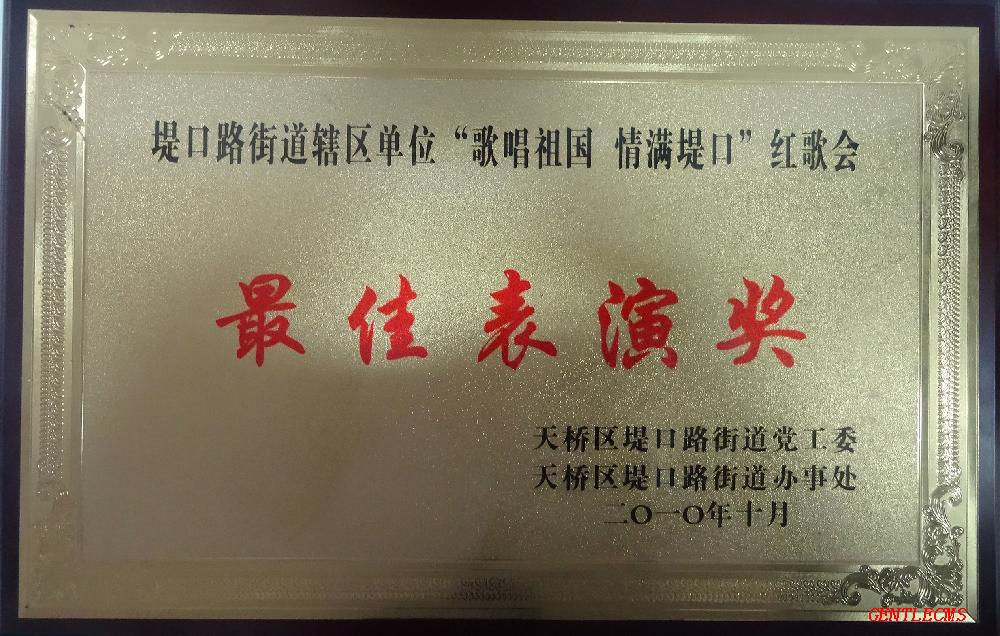 堤口路街道辖区单位“歌唱祖国 情满堤口”红歌会
最佳表演奖
天桥区堤口路街道党工委
天桥区堤口路街道办事处
二〇一〇年十月
GENTLECMS